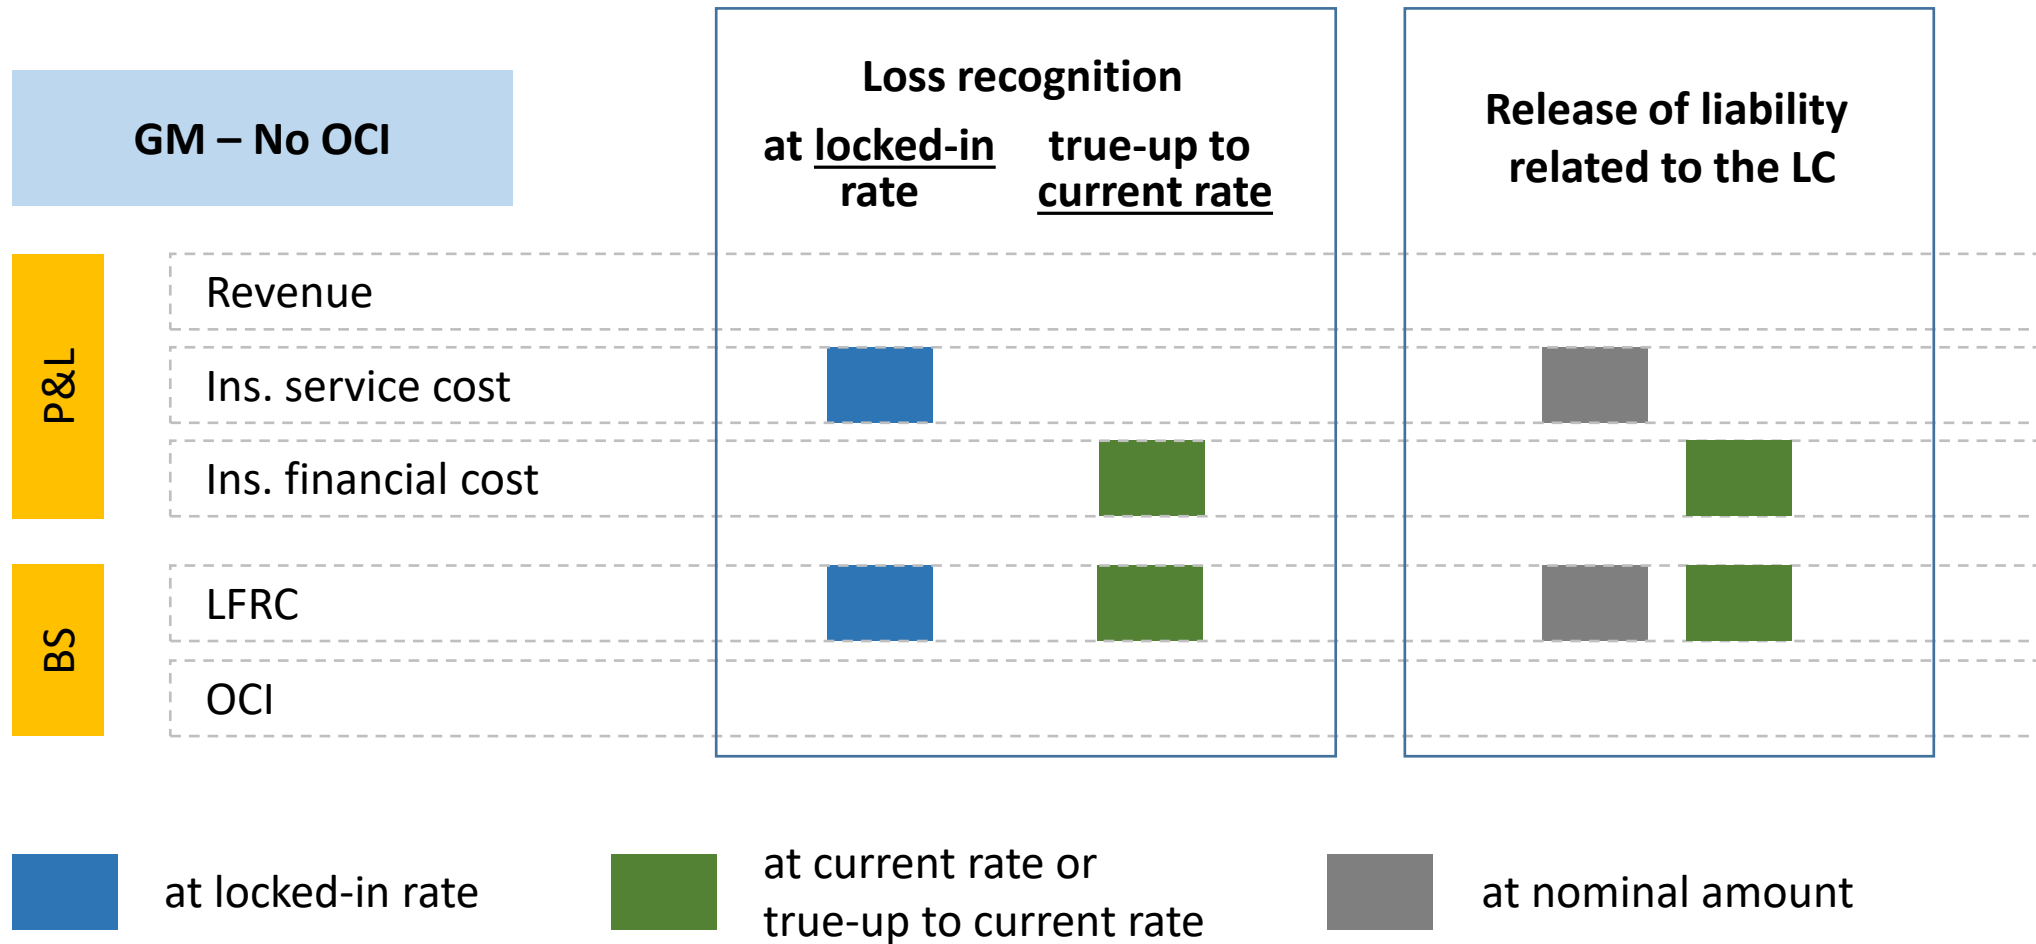 GM – No OCI
Loss recognition
at locked-in
rate
true-up to
current rate
Release of liability
related to the LC
P&L
Revenue
Ins. service cost
Ins. financial cost
BS
LFRC
OCI
at locked-in rate
at current rate or
true-up to current rate
at nominal amount